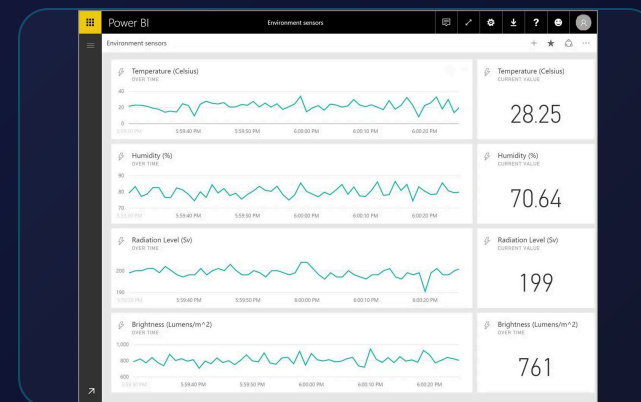 Power BI
Environment sensors
Environment sensors
Temperature (Celsius)
OVER TIME
40
20
0
5:59:40 PM
5:59:50 PM
6:00:00 PM
6:00:10 PM
6:00:20 PM
Temperature (Celsius)
CURRENT VALUE
28.25
Humidity (%)
OVER TIME
90
80
70
5:59:40 PM
5:59:50 PM
6:00:00 PM
6:00:10 PM
6:00:20 PM
Humidity (%)
CURRENT VALUE
70.64
Radiation Level (Sv)
OVER TIME
200
5:59:40 PM
5:59:50 PM
6:00:00 PM
6:00:10 PM
6:00:20 PM
Radiation Level (Sv)
CURRENT VALUE
199
Brightness (Lumens/m^2)
OVER TIME
1,000
800
600
5:59:40 PM
5:59:50 PM
6:00:00 PM
6:00:10 PM
6:00:20 PM
Brightness (Lumens/m^2)
CURRENT VALUE
761